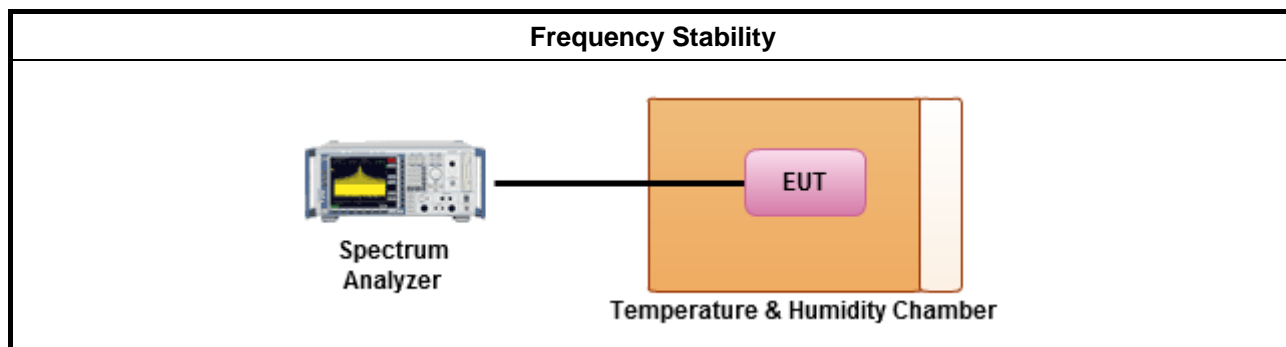 Frequency Stability
EUT
Spectrum
Analyzer
Temperature & Humidity Chamber